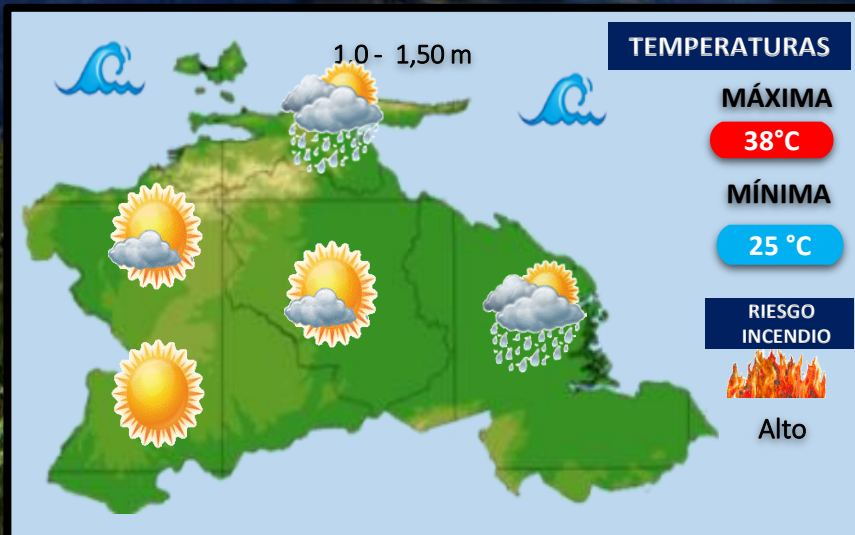 1.0 - 1,50 m
TEMPERATURAS
MÁXIMA
38°C
MÍNIMA
25 °C
RIESGO
INCENDIO
Alto